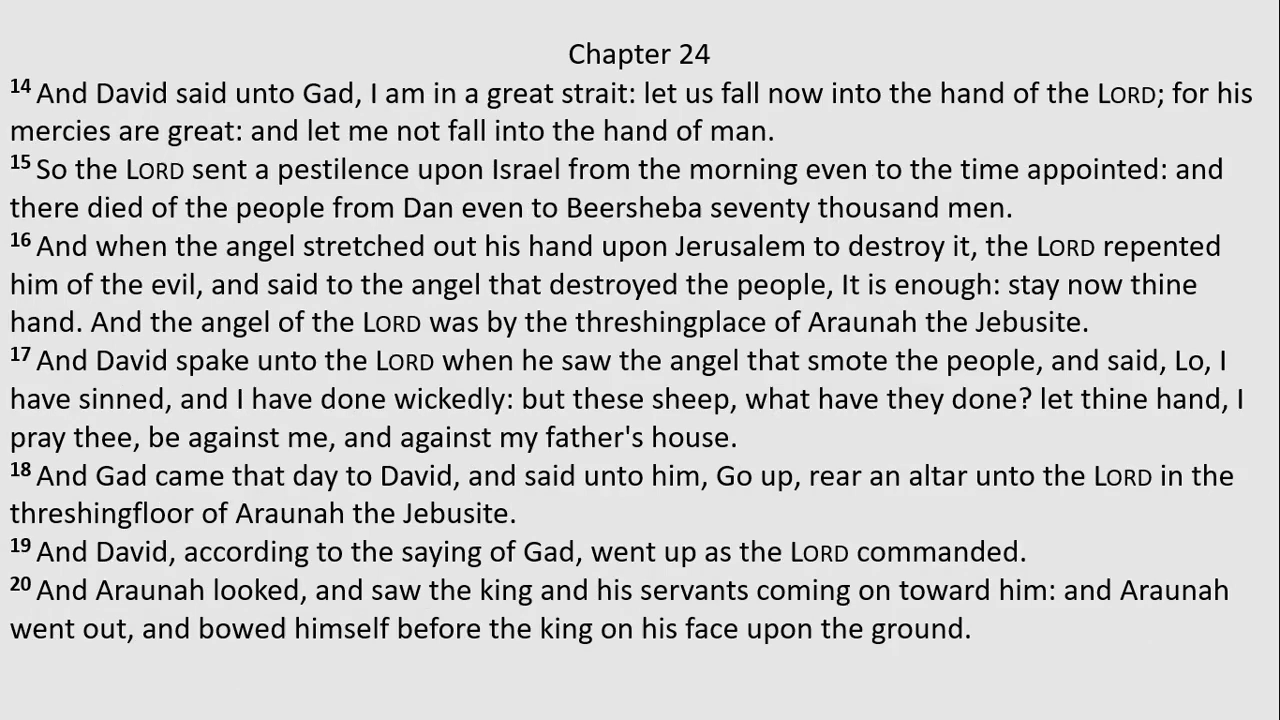 Chapter 24
14 And David said unto Gad, I am in a great strait: let us fall now into the hand of the LORD; for his
mercies are great: and let me not fall into the hand of man.
15 So the LORD sent a pestilence upon Israel from the morning even to the time appointed: and
there died of the people from Dan even to Beersheba seventy thousand men.
16 And when the angel stretched out his hand upon Jerusalem to destroy it, the LORD repented
him of the evil, and said to the angel that destroyed the people, It is enough: stay now thine
hand. And the angel of the LORD was by the threshingplace of Araunah the Jebusite.
17 And David spake unto the LORD when he saw the angel that smote the people, and said, Lo, I
have sinned, and I have done wickedly: but these sheep, what have they done? let thine hand, I
pray thee, be against me, and against my father's house.
18 And Gad came that day to David, and said unto him, Go up, rear an altar unto the LORD in the
threshingfloor of Araunah the Jebusite.
19 And David, according to the saying of Gad, went up as the LORD commanded.
20 And Araunah looked, and saw the king and his servants coming on toward him: and Araunah
went out, and bowed himself before the king on his face upon the ground.